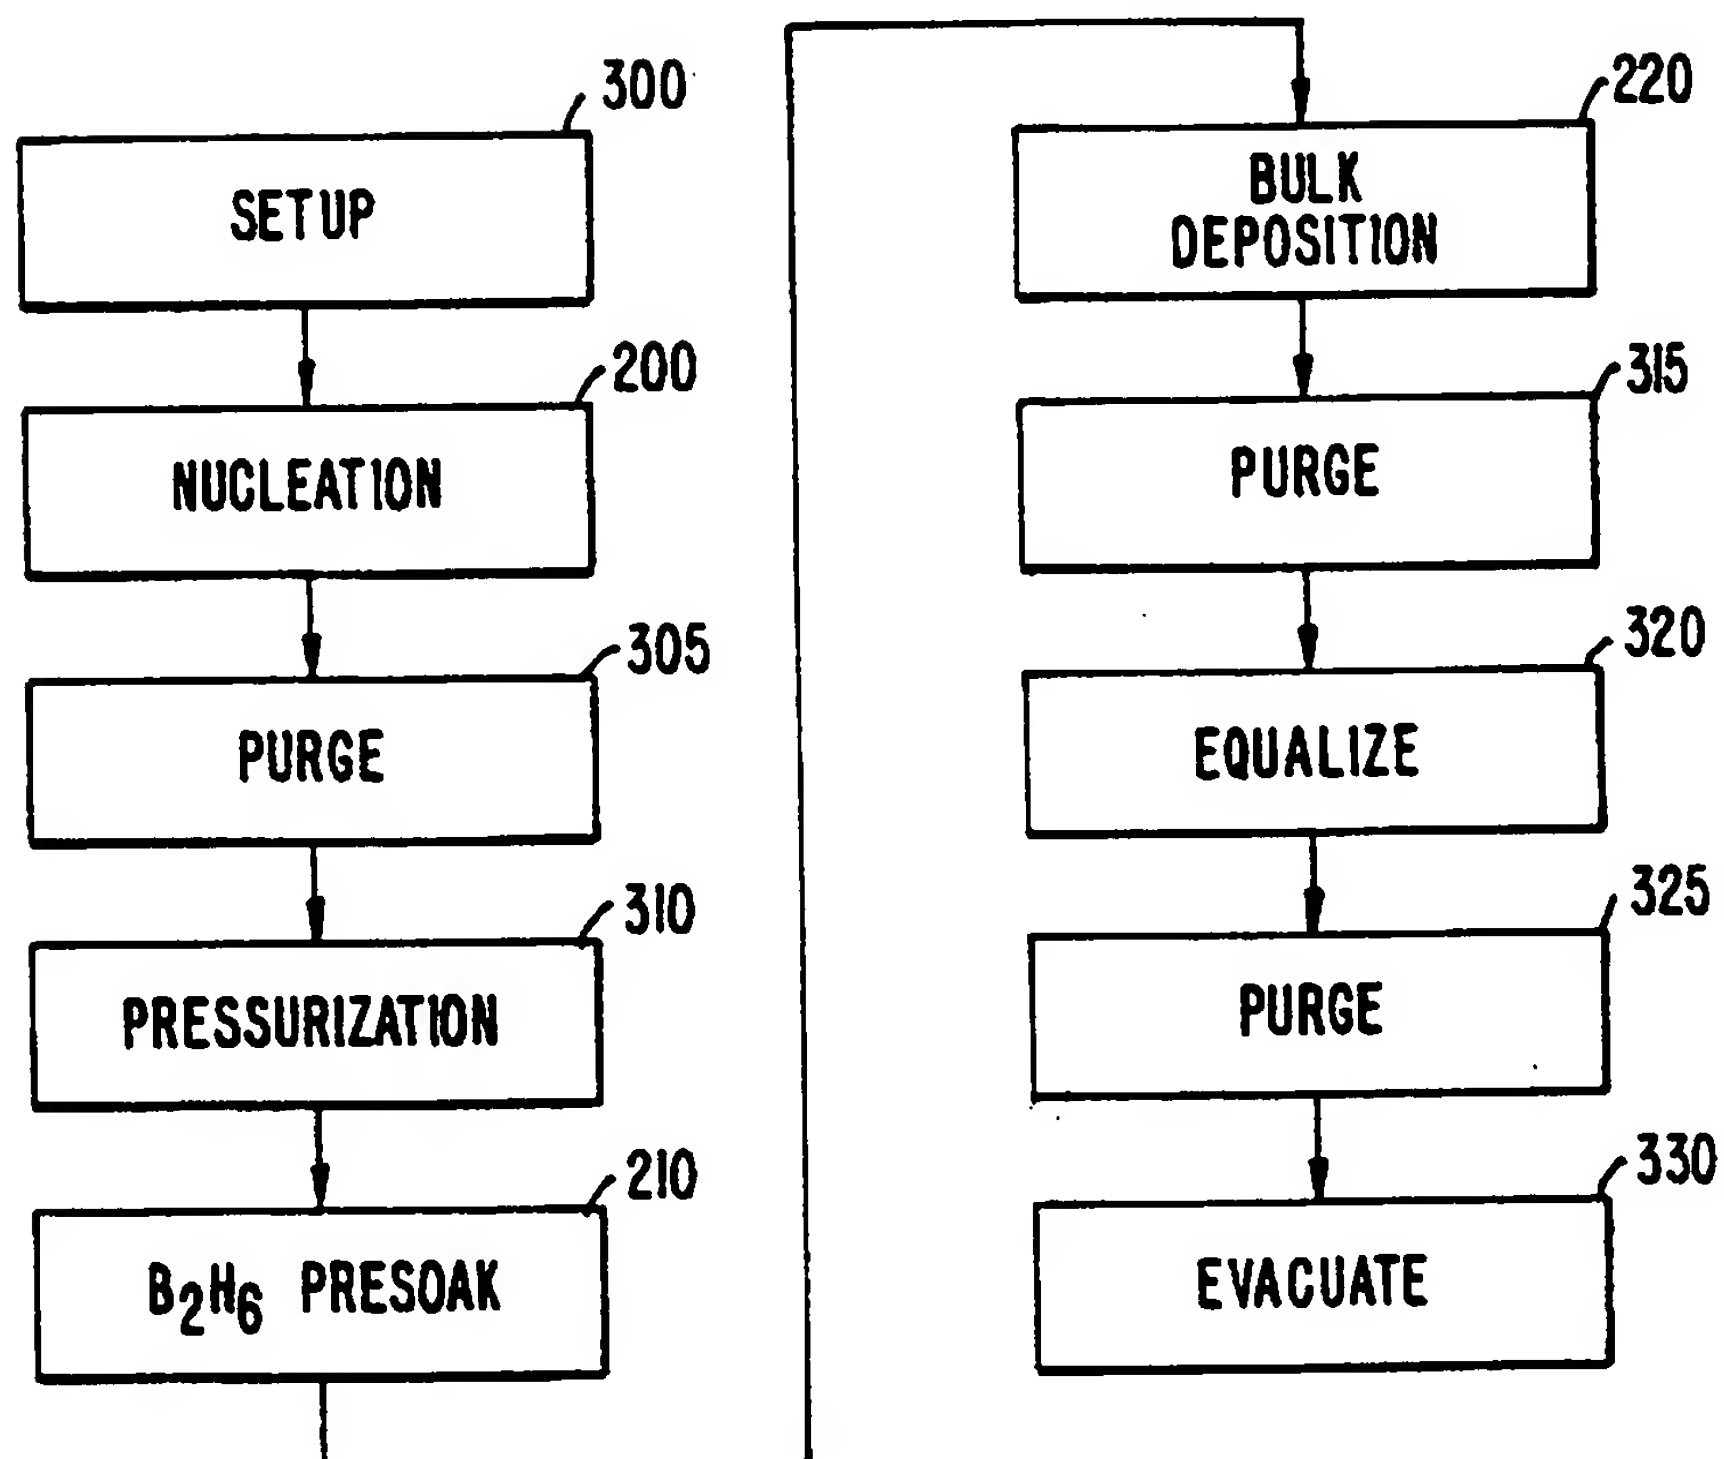 300
SETUP
200
NUCLEATION
305
PURGE
310
PRESSURIZATION
210
B₂H₆ PRESOAK
220
BULK
DEPOSITION
315
PURGE
320
EQUALIZE
325
PURGE
330
EVACUATE